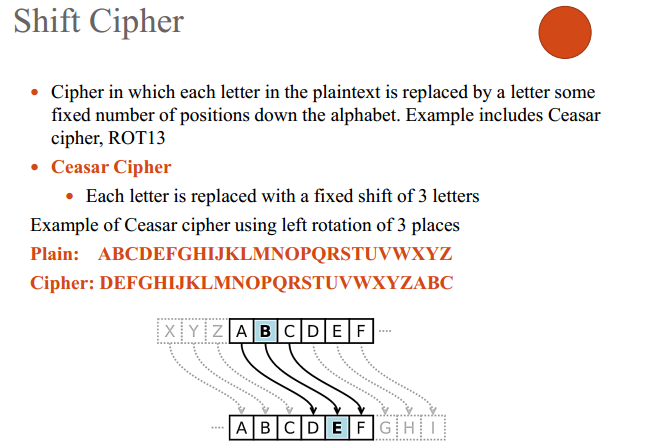 Shift Cipher
• Cipher in which each letter in the plaintext is replaced by a letter some
fixed number of positions down the alphabet. Example includes Ceasar
cipher, ROT13
• Ceasar Cipher
• Each letter is replaced with a fixed shift of 3 letters
Example of Ceasar cipher using left rotation of 3 places
Plain: ABCDEFGHIJKLMNOPQRSTUVWXYZ
Cipher: DEFGHIJKLMNOPQRSTUVWXYZABC
X Y Z A B C D E F
A B C D E F G H I